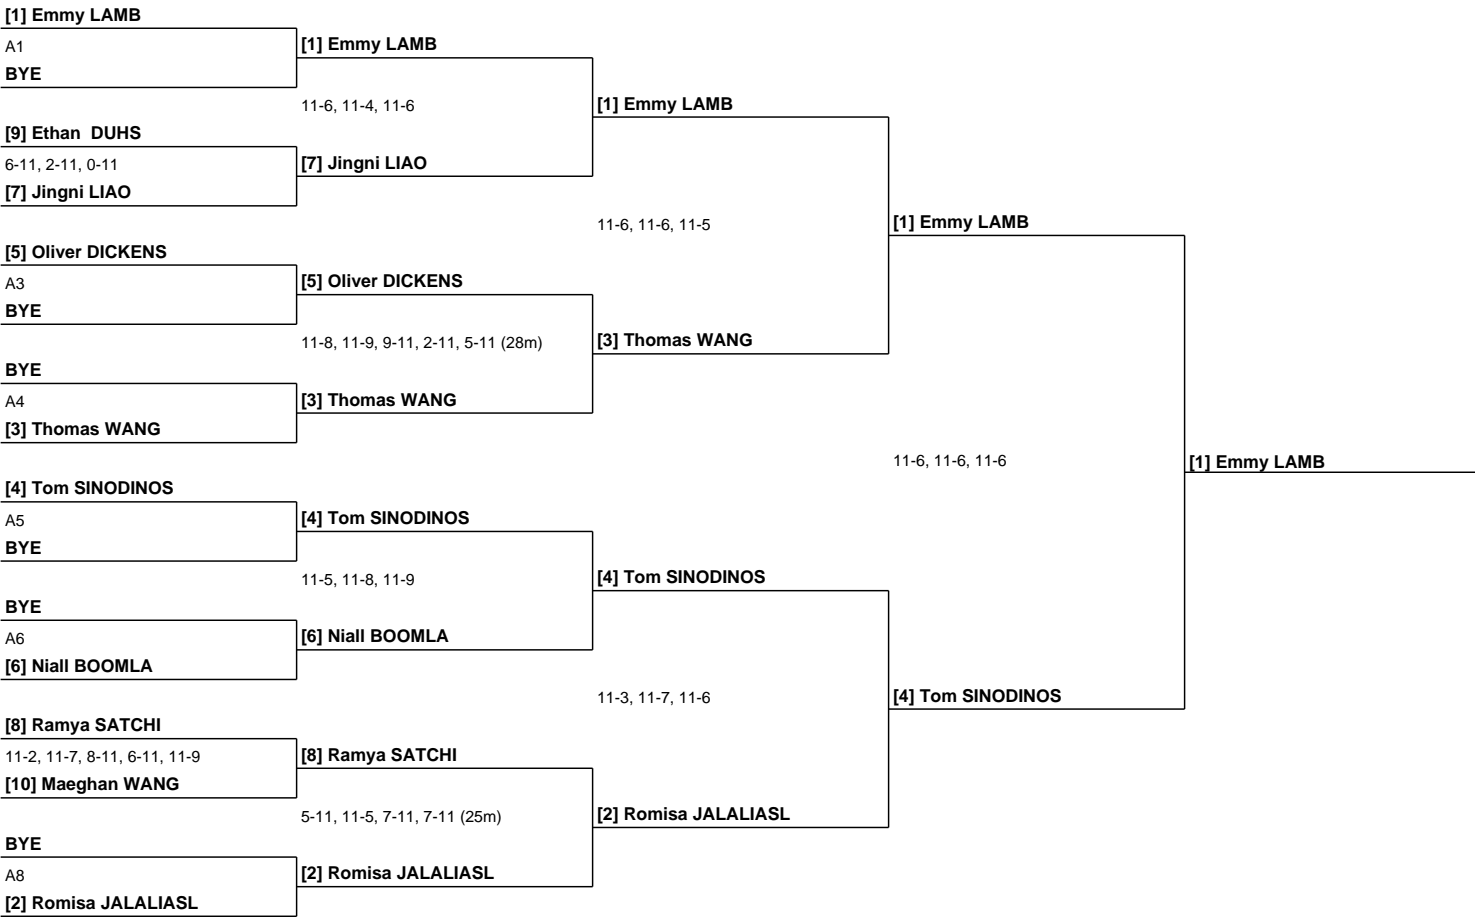 [1] Emmy LAMB
A1
BYE
[9] Ethan  DUHS
6-11, 2-11, 0-11
[7] Jingni LIAO
[5] Oliver DICKENS
A3
BYE
BYE
A4
[3] Thomas WANG
[4] Tom SINODINOS
A5
BYE
BYE
A6
[6] Niall BOOMLA
[8] Ramya SATCHI
11-2, 11-7, 8-11, 6-11, 11-9
[10] Maeghan WANG
BYE
A8
[2] Romisa JALALIASL
[1] Emmy LAMB
11-6, 11-4, 11-6
[7] Jingni LIAO
[5] Oliver DICKENS
11-8, 11-9, 9-11, 2-11, 5-11 (28m)
[3] Thomas WANG
[4] Tom SINODINOS
11-5, 11-8, 11-9
[6] Niall BOOMLA
[8] Ramya SATCHI
5-11, 11-5, 7-11, 7-11 (25m)
[2] Romisa JALALIASL
[1] Emmy LAMB
11-6, 11-6, 11-5
[3] Thomas WANG
[4] Tom SINODINOS
11-3, 11-7, 11-6
[2] Romisa JALALIASL
[1] Emmy LAMB
11-6, 11-6, 11-6
[4] Tom SINODINOS
[1] Emmy LAMB